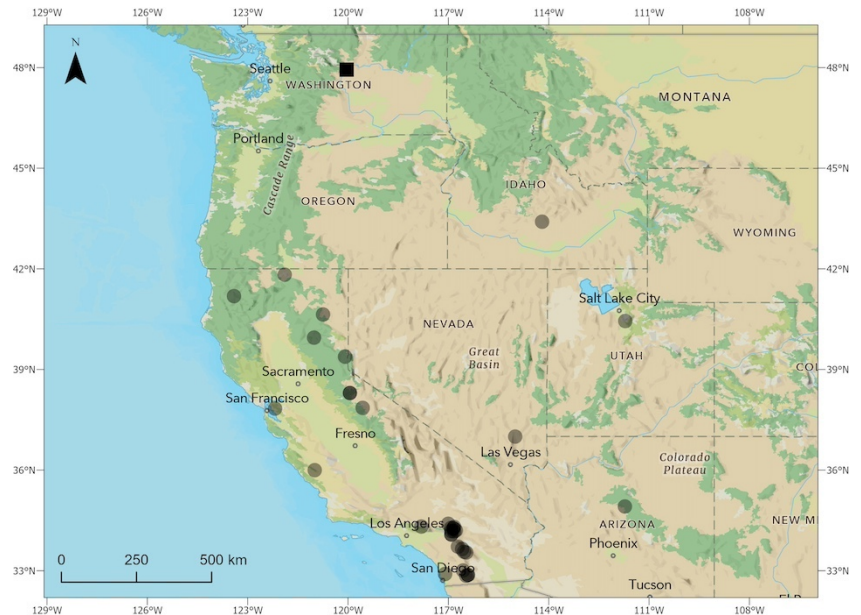 129°W 126°W 123°W 120°W 117°W 114°W 111°W 108°W
N
48°N 48°N
Seattle
WASHINGTON
MONTANA
Portland
45°N 45°N
Cascade Range
IDAHO
OREGON
WYOMING
42°N 42°N
Salt Lake City
NEVADA
Great
Basin
UTAH
39°N 39°N
COL
Sacramento
San Francisco
Fresno
Las Vegas
Colorado
Plateau
36°N 36°N
Los Angeles
ARIZONA
NEW M
Phoenix
0 250 500 km
San Diego
33°N 33°N
Tucson
129°W 126°W 123°W 120°W 117°W 114°W 111°W 108°W